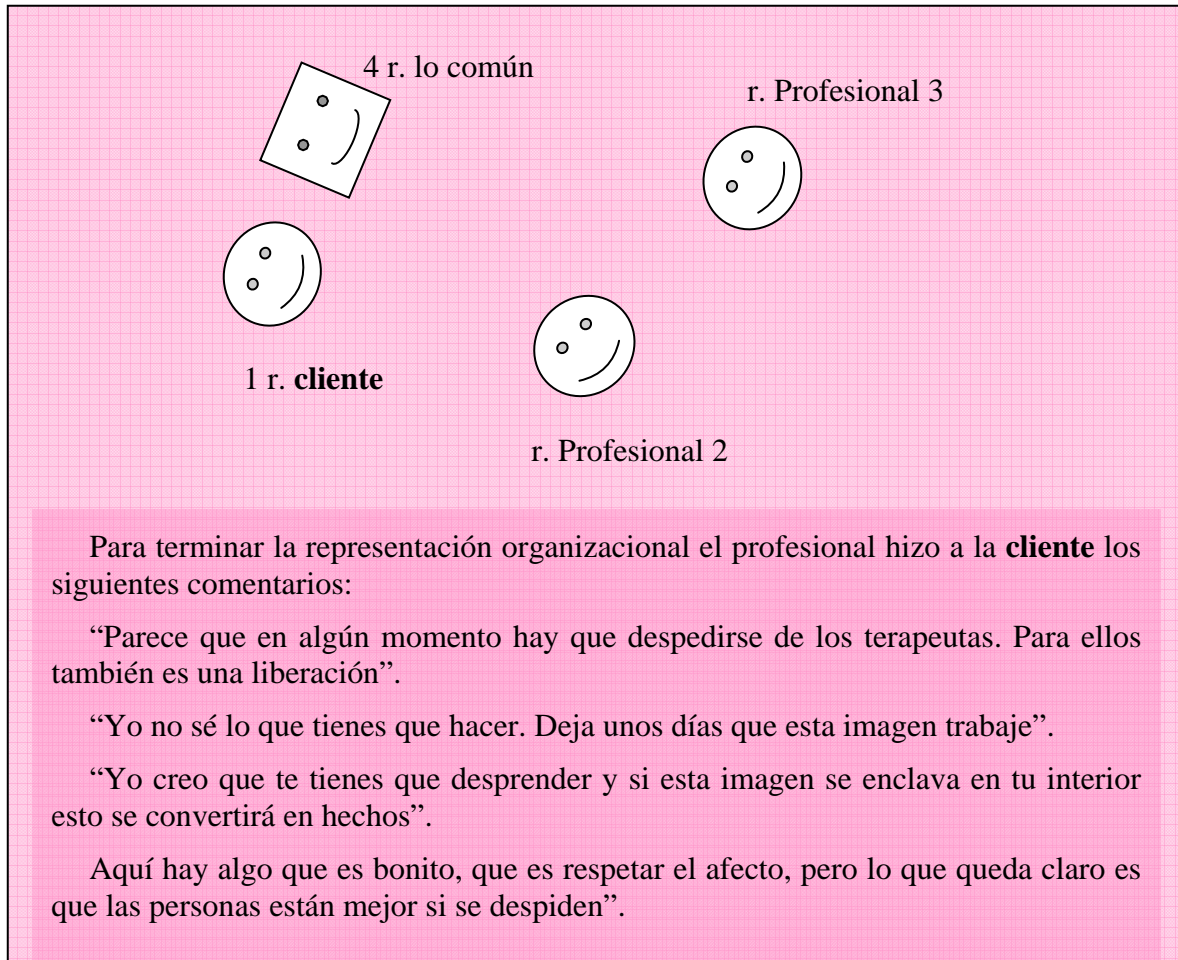 4 r. lo común
r. Profesional 3
1 r. cliente
r. Profesional 2
Para terminar la representación organizacional el profesional hizo a la cliente los
siguientes comentarios:
“Parece que en algún momento hay que despedirse de los terapeutas. Para ellos
también es una liberación”.
“Yo no sé lo que tienes que hacer. Deja unos días que esta imagen trabaje”.
“Yo creo que te tienes que desprender y si esta imagen se enclava en tu interior
esto se convertirá en hechos”.
Aquí hay algo que es bonito, que es respetar el afecto, pero lo que queda claro es
que las personas están mejor si se despiden”.